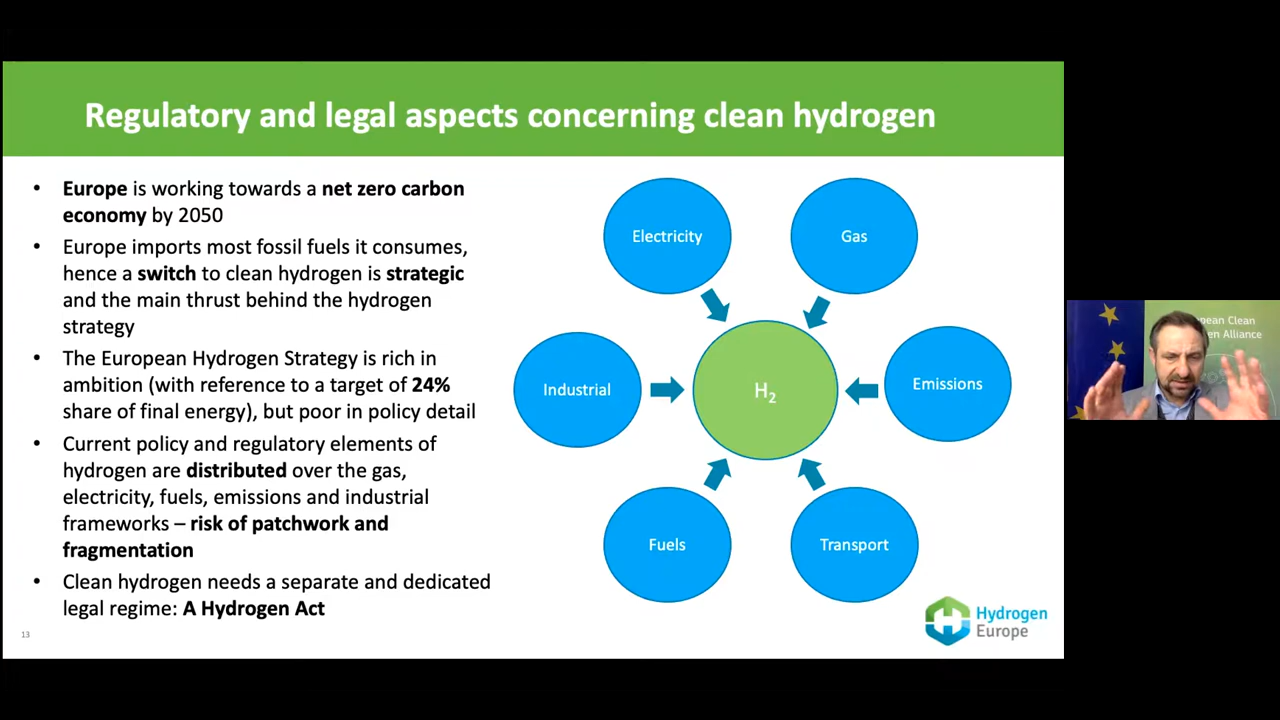 Regulatory and legal aspects concerning clean hydrogen
• Europe is working towards a net zero carbon
economy by 2050
• Europe imports most fossil fuels it consumes,
hence a switch to clean hydrogen is strategic
and the main thrust behind the hydrogen
strategy
• The European Hydrogen Strategy is rich in
ambition (with reference to a target of 24%
share of final energy), but poor in policy detail
• Current policy and regulatory elements of
hydrogen are distributed over the gas,
electricity, fuels, emissions and industrial
frameworks – risk of patchwork and
fragmentation
• Clean hydrogen needs a separate and dedicated
legal regime: A Hydrogen Act
13
Electricity
Gas
Industrial
H₂
Emissions
Fuels
Transport
Hydrogen
Europe
pean Clean
en Alliance